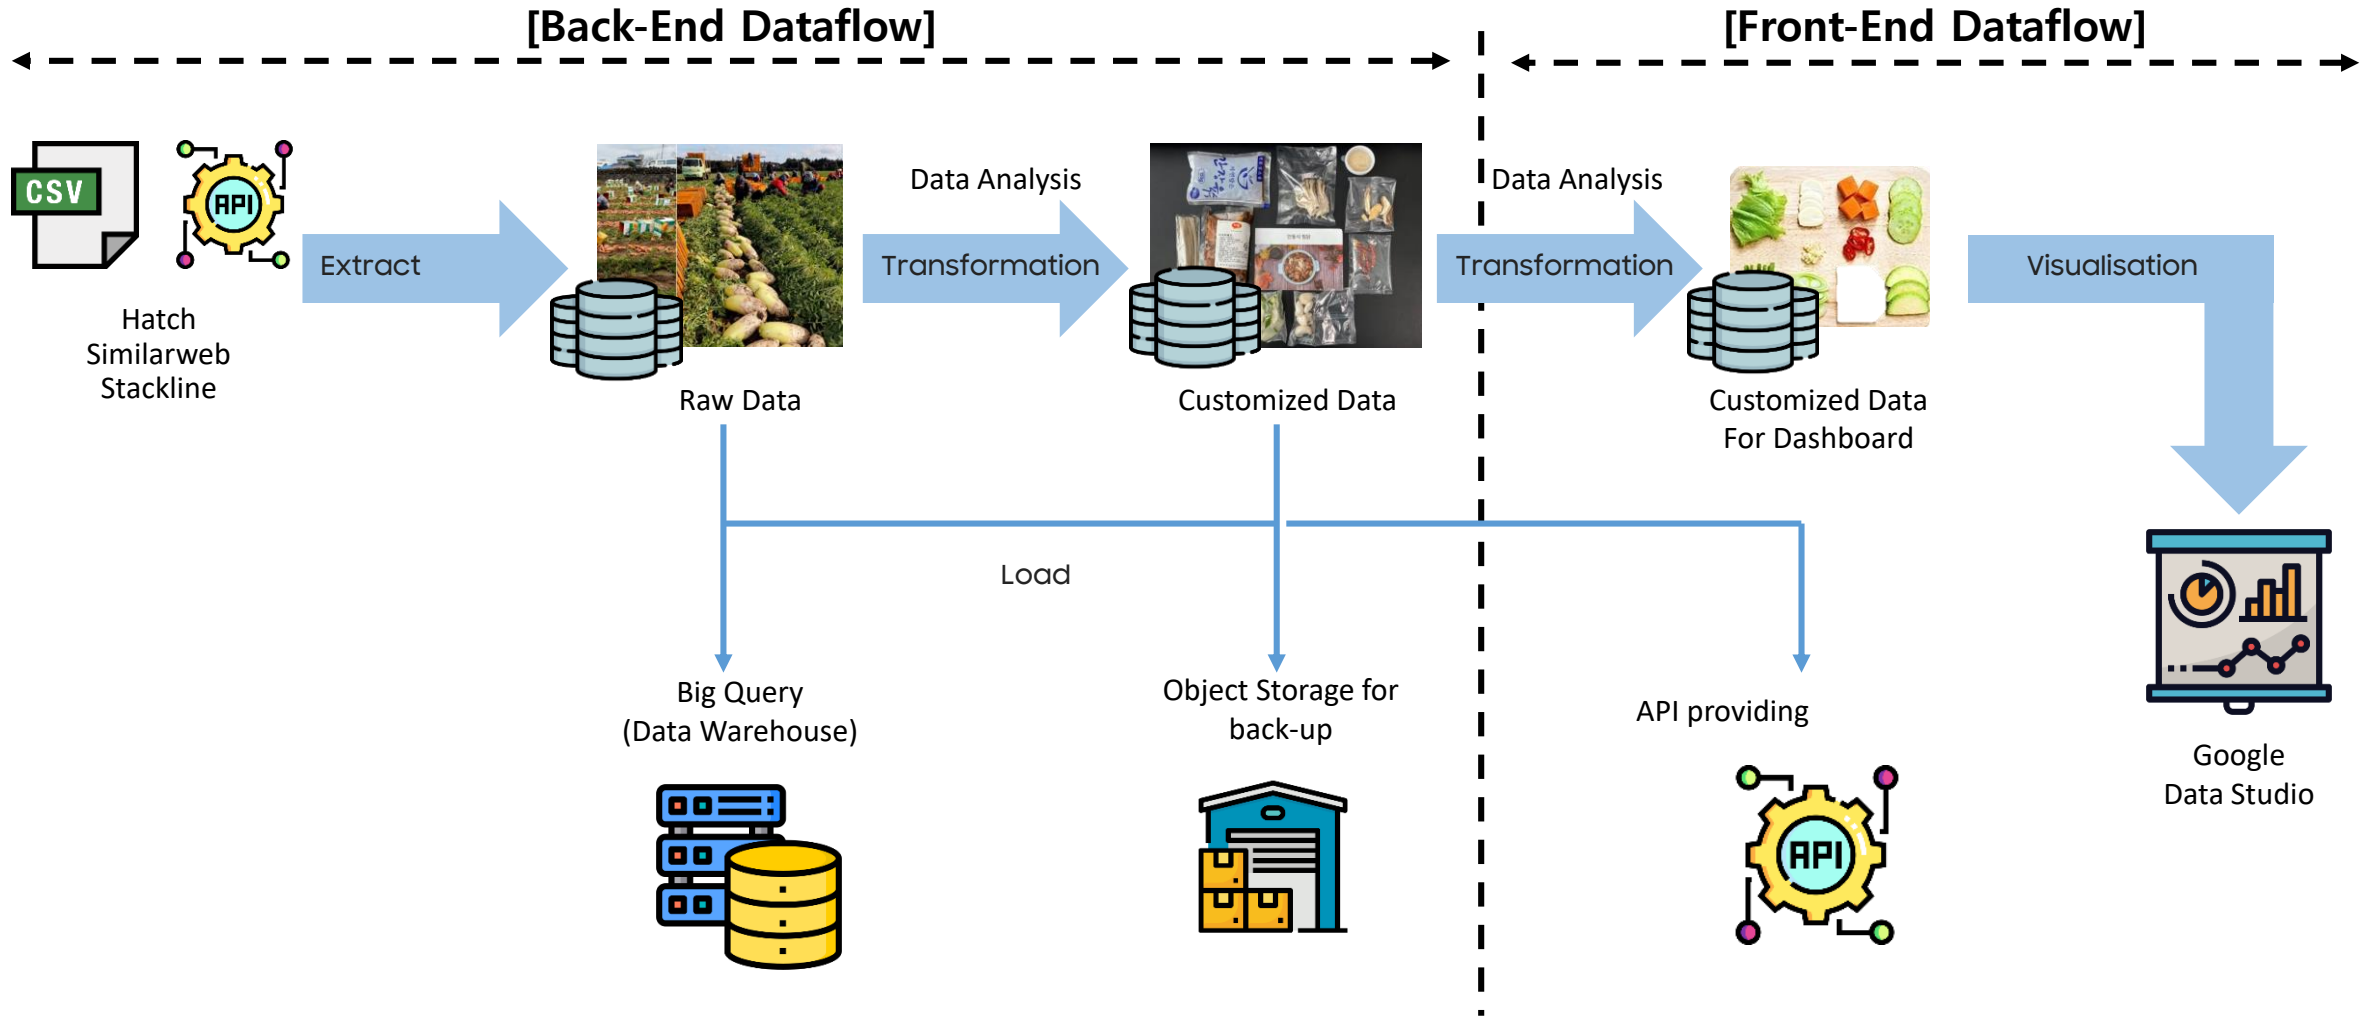 [Back-End Dataflow]
[Front-End Dataflow]
CSV
API
Hatch
Similarweb
Stackline
Extract
Raw Data
Data Analysis
Transformation
Customized Data
Data Analysis
Transformation
Customized Data
For Dashboard
Visualisation
Load
Big Query
(Data Warehouse)
Object Storage for
back-up
API providing
API
Google
Data Studio